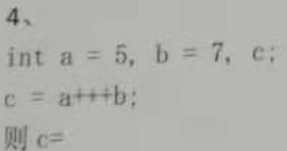 4、
int a = 5, b = 7, c;
c = a+++b;
则 c=